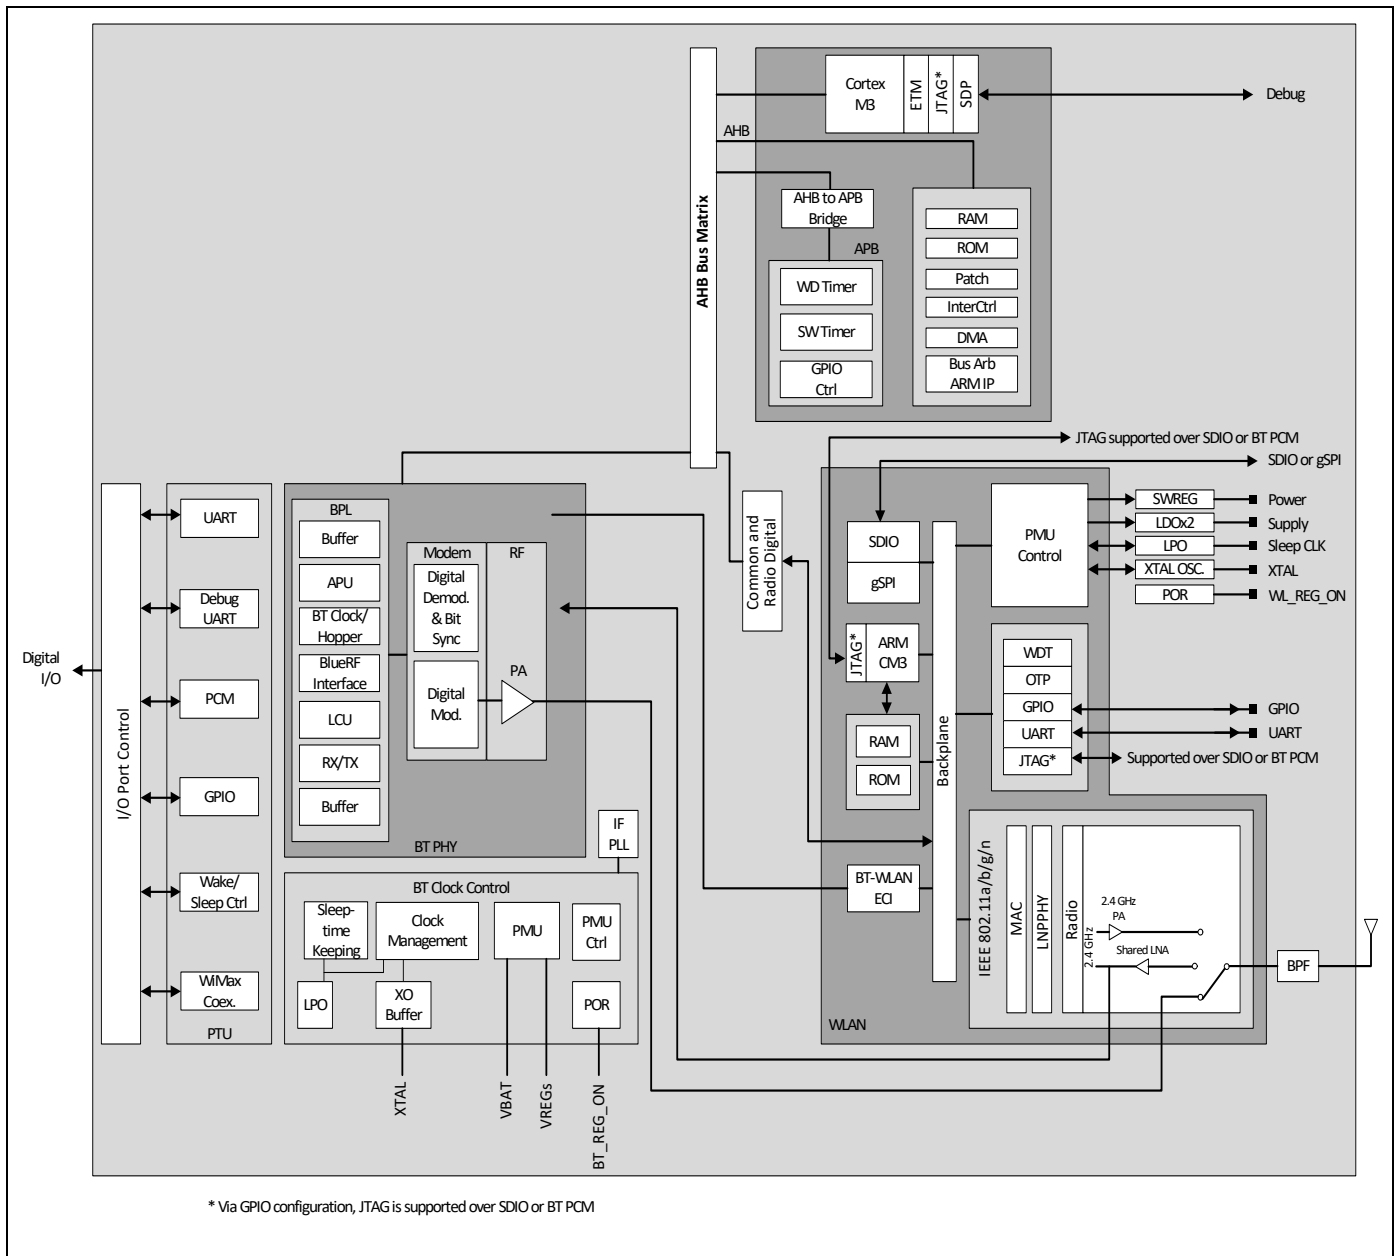 Cortex
M3
ETM
JTAG*
SDP
Debug
AHB
AHB Bus Matrix
AHB to APB
Bridge
APB
WD Timer
SW Timer
GPIO
Ctrl
RAM
ROM
Patch
InterCtrl
DMA
Bus Arb
ARM IP
JTAG supported over SDIO or BT PCM
SDIO or gSPI
Digital
I/O
I/O Port Control
UART
Debug
UART
PCM
GPIO
Wake/
Sleep Ctrl
WiMax
Coex.
PTU
BPL
Buffer
APU
BT Clock/
Hopper
BlueRF
Interface
LCU
RX/TX
Buffer
Modem
Digital
Demod.
& Bit
Sync
Digital
Mod.
RF
PA
BT PHY
IF
PLL
BT Clock Control
Sleep-
time
Keeping
Clock
Management
PMU
PMU
Ctrl
LPO
XO
Buffer
POR
XTAL
VBAT
VREGs
BT_REG_ON
Common and
Radio Digital
SDIO
gSPI
JTAG*
ARM
CM3
RAM
ROM
BT-WLAN
ECI
WLAN
Backplane
PMU
Control
SWREG
Power
LDOx2
Supply
LPO
Sleep CLK
XTAL OSC.
XTAL
POR
WL_REG_ON
WDT
OTP
GPIO
GPIO
UART
UART
JTAG*
Supported over SDIO or BT PCM
IEEE 802.11a/b/g/n
MAC
LNPPHY
Radio
2.4 GHz
2.4 GHz
PA
Shared LNA
BPF
* Via GPIO configuration, JTAG is supported over SDIO or BT PCM